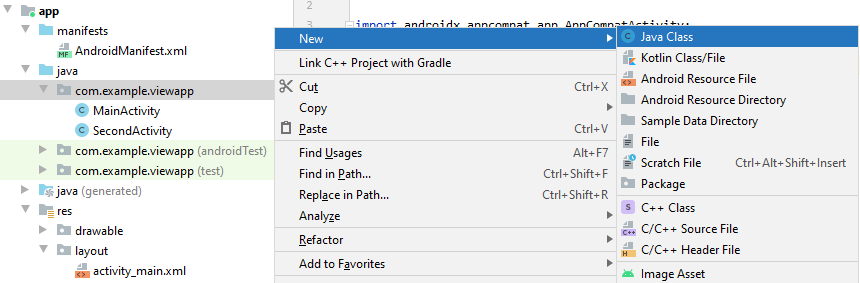 app
manifests
AndroidManifest.xml
java
com.example.viewapp
MainActivity
SecondActivity
com.example.viewapp (androidTest)
com.example.viewapp (test)
java (generated)
res
drawable
layout
activity_main.xml
2
3 import androidx.appcompat.app.AppCompatActivity;
New
Link C++ Project with Gradle
Cut Ctrl+X
Copy
Paste Ctrl+V
Find Usages Alt+F7
Find in Path... Ctrl+Shift+F
Replace in Path... Ctrl+Shift+R
Analyze
Refactor
Add to Favorites
Java Class
Kotlin Class/File
Android Resource File
Android Resource Directory
Sample Data Directory
File
Scratch File Ctrl+Alt+Shift+Insert
Package
C++ Class
C/C++ Source File
C/C++ Header File
Image Asset